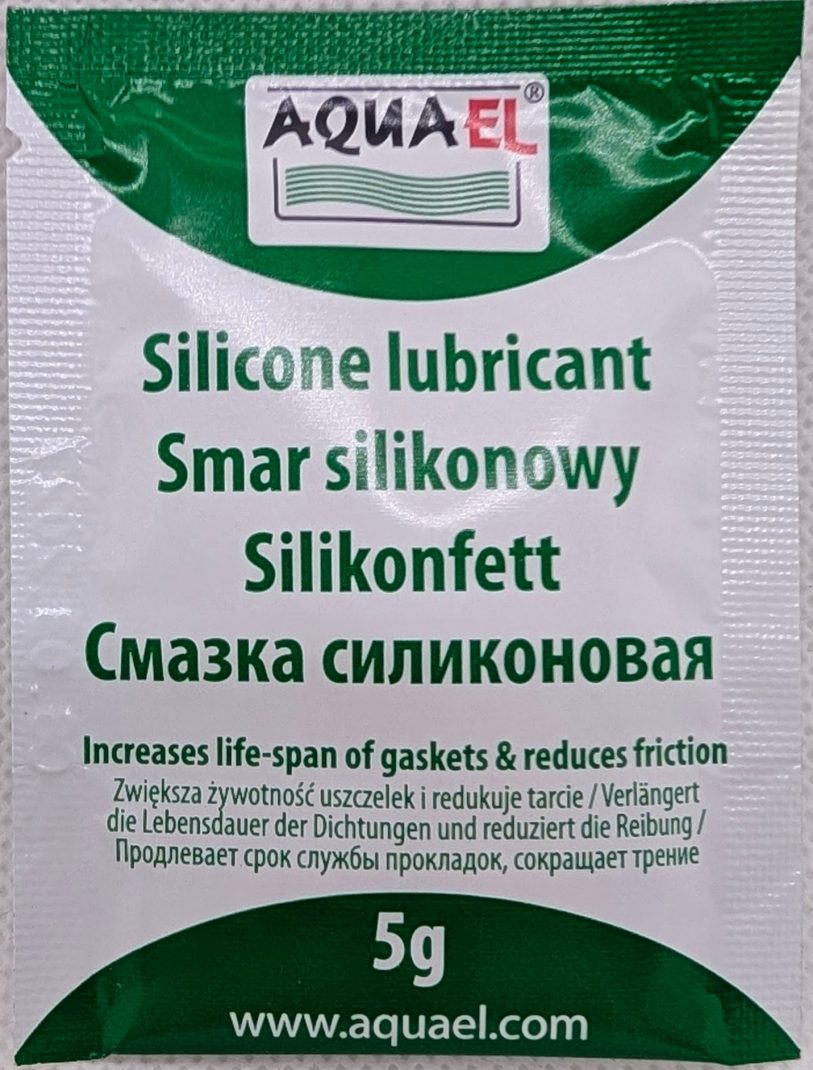 AQUAEL®
Silicone lubricant
Smar silikonowy
Silikonfett
Смазка силиконовая
Increases life-span of gaskets & reduces friction
Zwiększa żywotność uszczelek i redukuje tarcie / Verlängert
die Lebensdauer der Dichtungen und reduziert die Reibung /
Продлевает срок службы прокладок, сокращает трение
5g
www.aquael.com